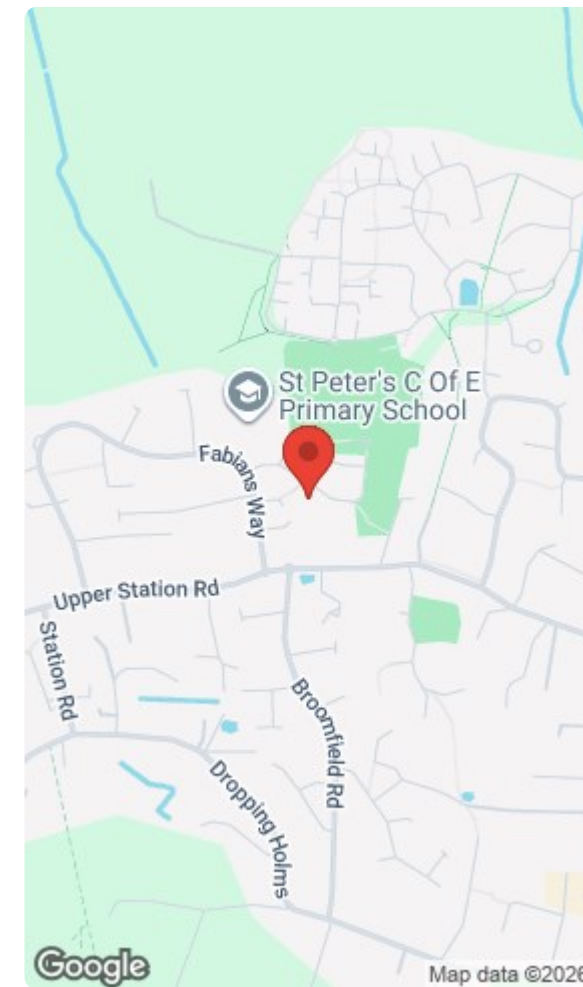 St Peter's C Of E
Primary School
Fabians Way
Upper Station Rd
Station Rd
Broomfield Rd
Dropping Holms
Google
Map data ©2026